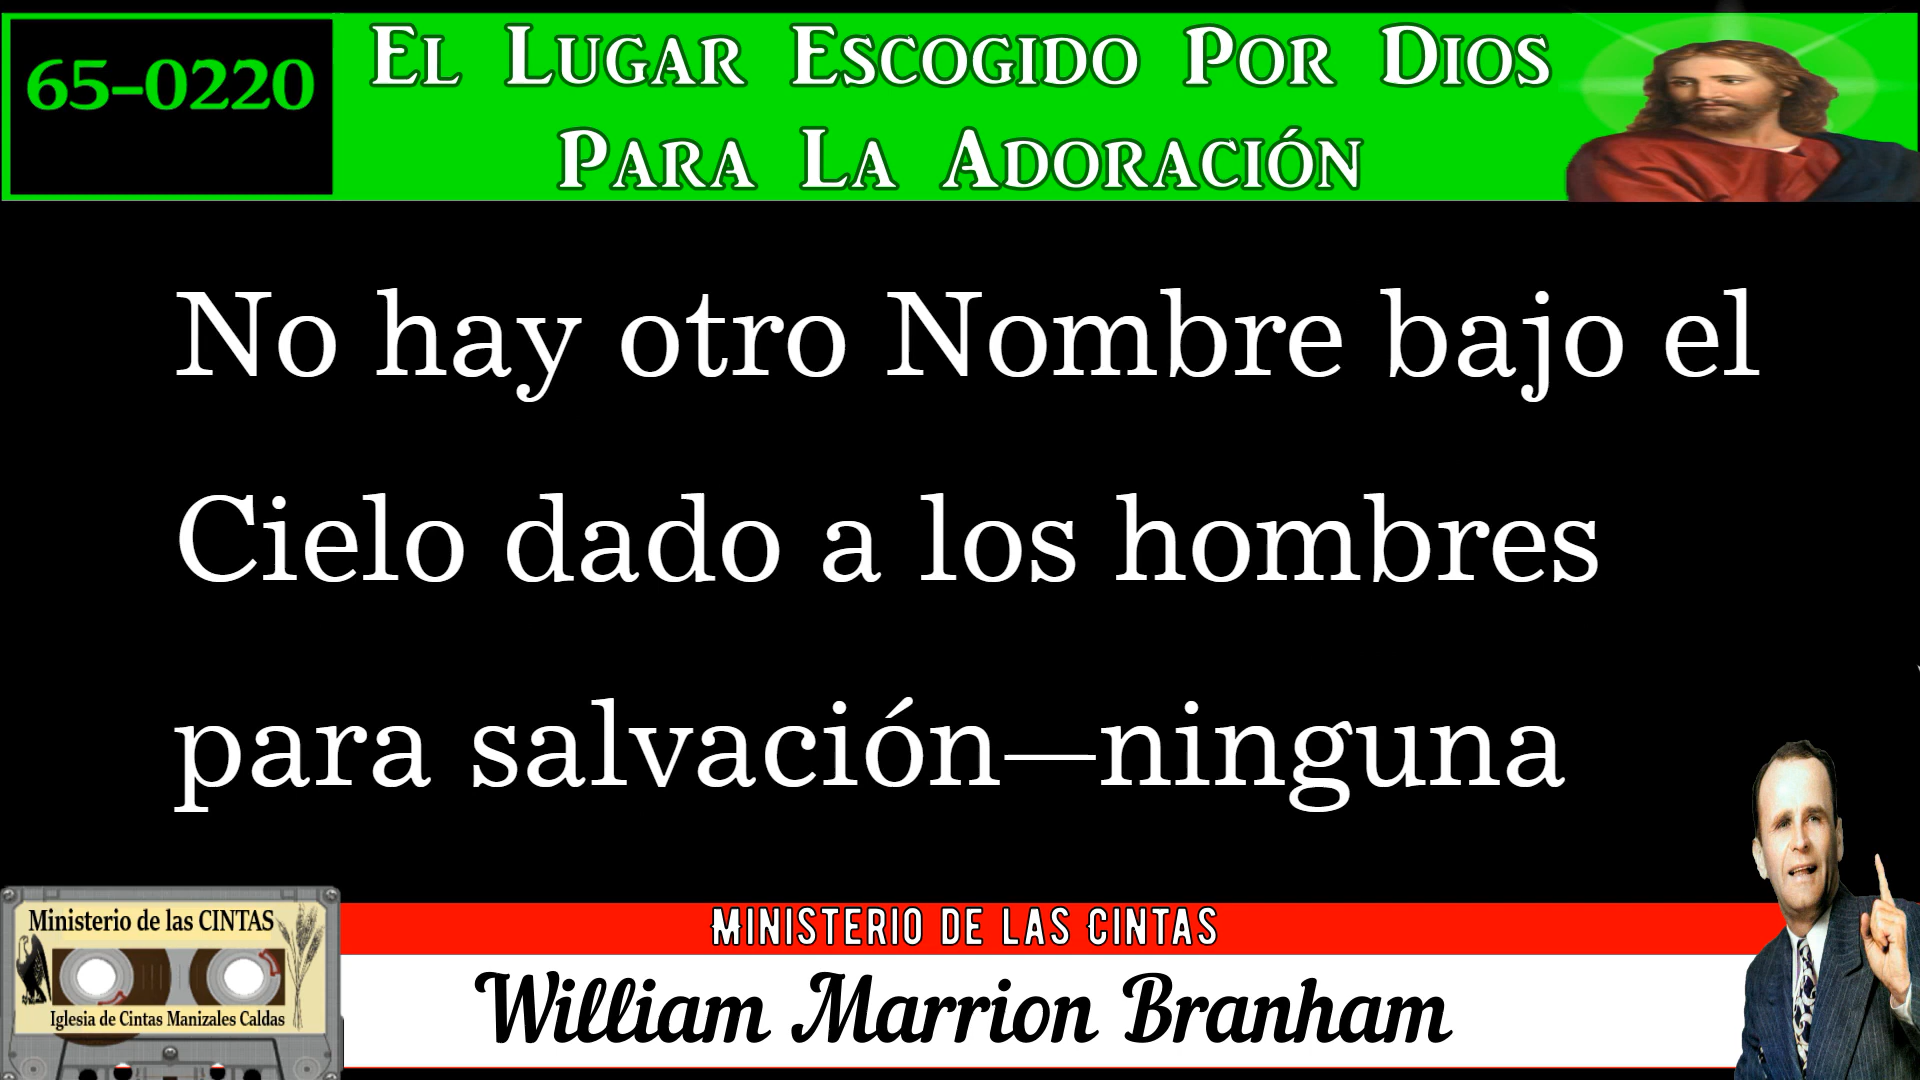 65-0220
El Lugar Escogido Por Dios
Para La Adoración
No hay otro Nombre bajo el
Cielo dado a los hombres
para salvación—ninguna
Ministerio de las CINTAS
Iglesia de Cintas Manizales Caldas
MINISTERIO DE LAS CINTAS
William Marrion Branham